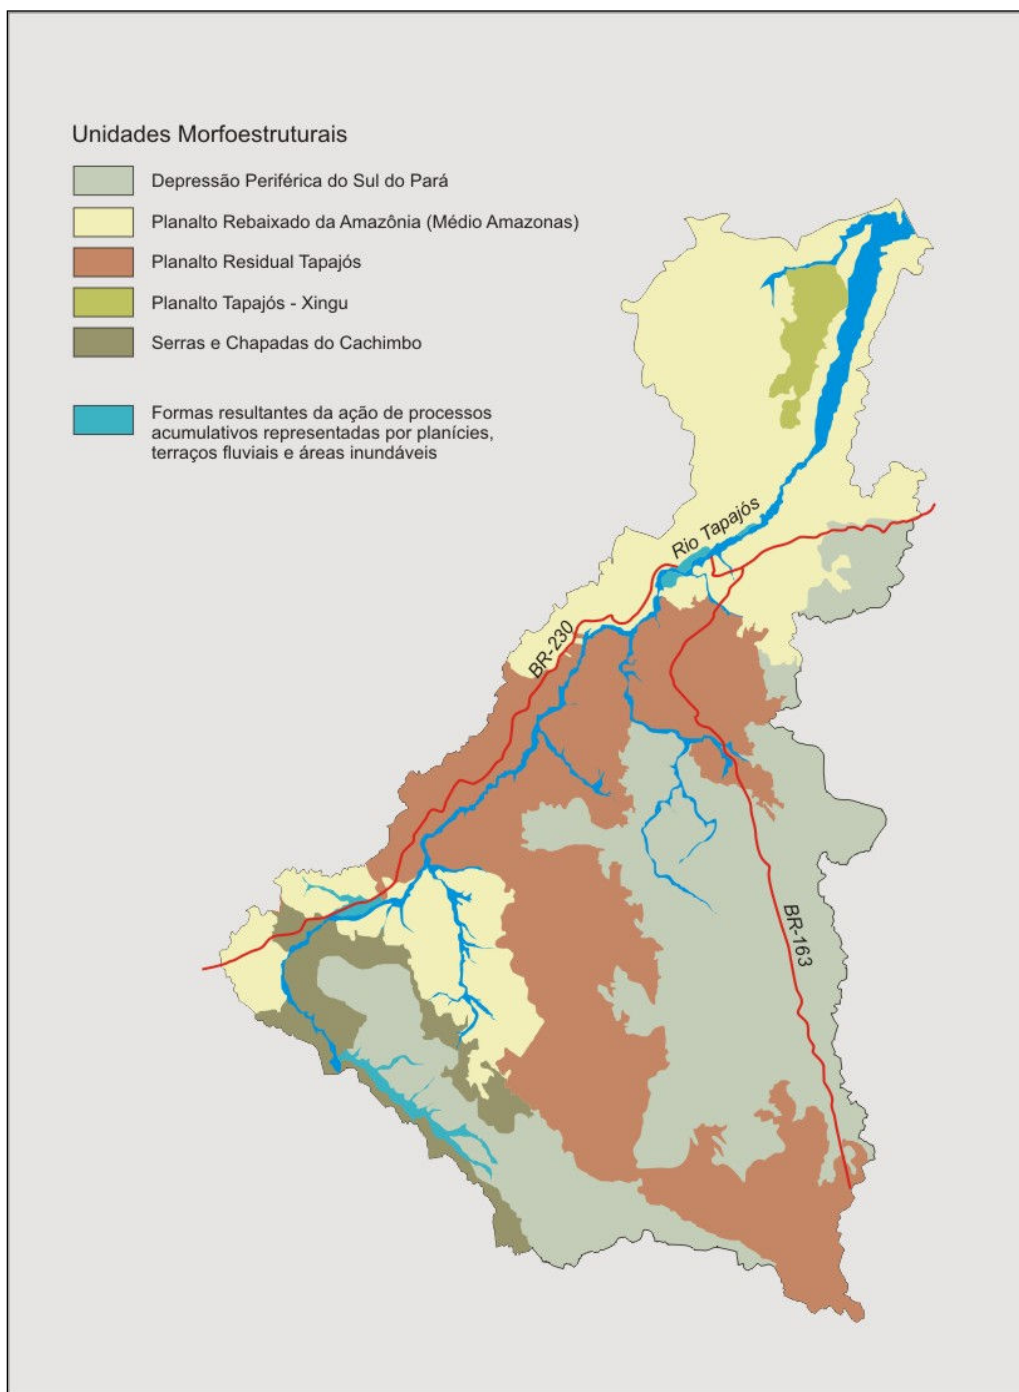 Unidades Morfoestruturais
Depressão Periférica do Sul do Pará
Planalto Rebaixado da Amazônia (Médio Amazonas)
Planalto Residual Tapajós
Planalto Tapajós - Xingu
Serras e Chapadas do Cachimbo
Formas resultantes da ação de processos
acumulativos representadas por planícies,
terraços fluviais e áreas inundáveis
Rio Tapajós
BR-230
BR-163